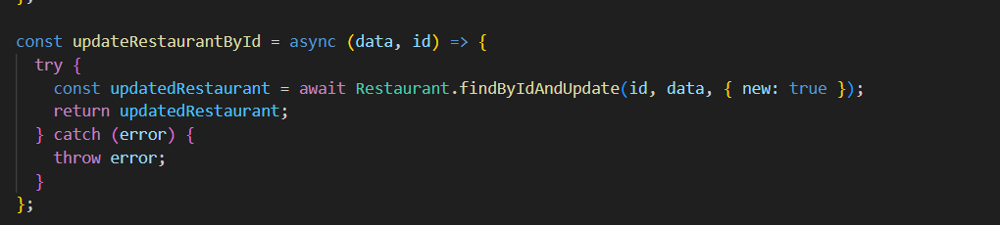 };
const updateRestaurantById = async (data, id) => {
  try {
    const updatedRestaurant = await Restaurant.findByIdAndUpdate(id, data, { new: true });
    return updatedRestaurant;
  } catch (error) {
    throw error;
  }
};